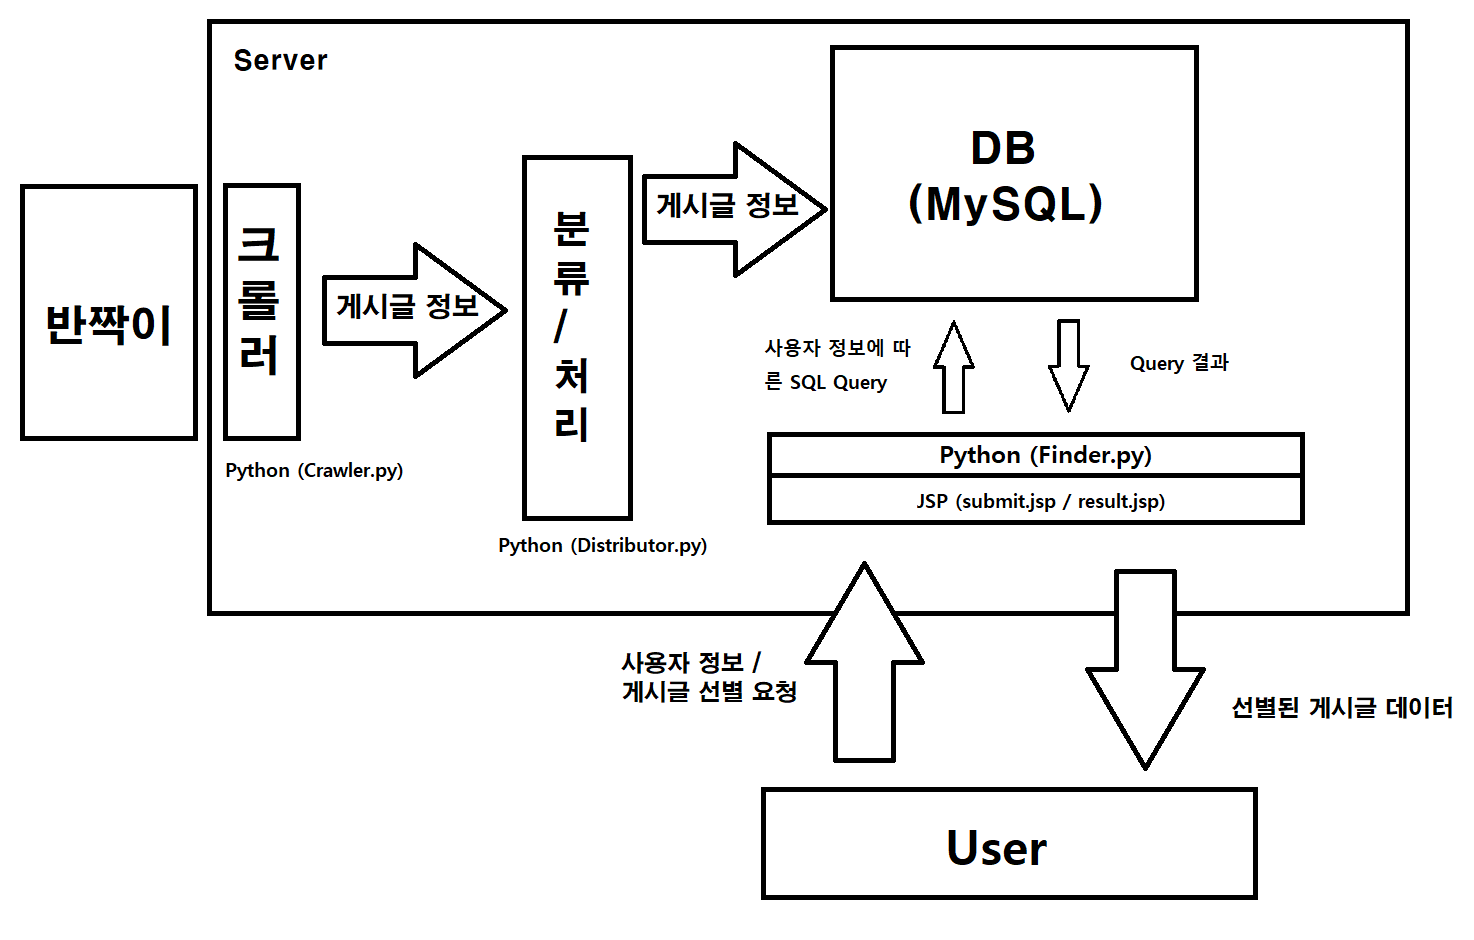 Server
반짝이
크
롤
러
Python (Crawler.py)
게시글 정보
분
류
/
처
리
Python (Distributor.py)
게시글 정보
DB
(MySQL)
사용자 정보에 따
른 SQL Query
Query 결과
Python (Finder.py)
JSP (submit.jsp / result.jsp)
사용자 정보 /
게시글 선별 요청
선별된 게시글 데이터
User